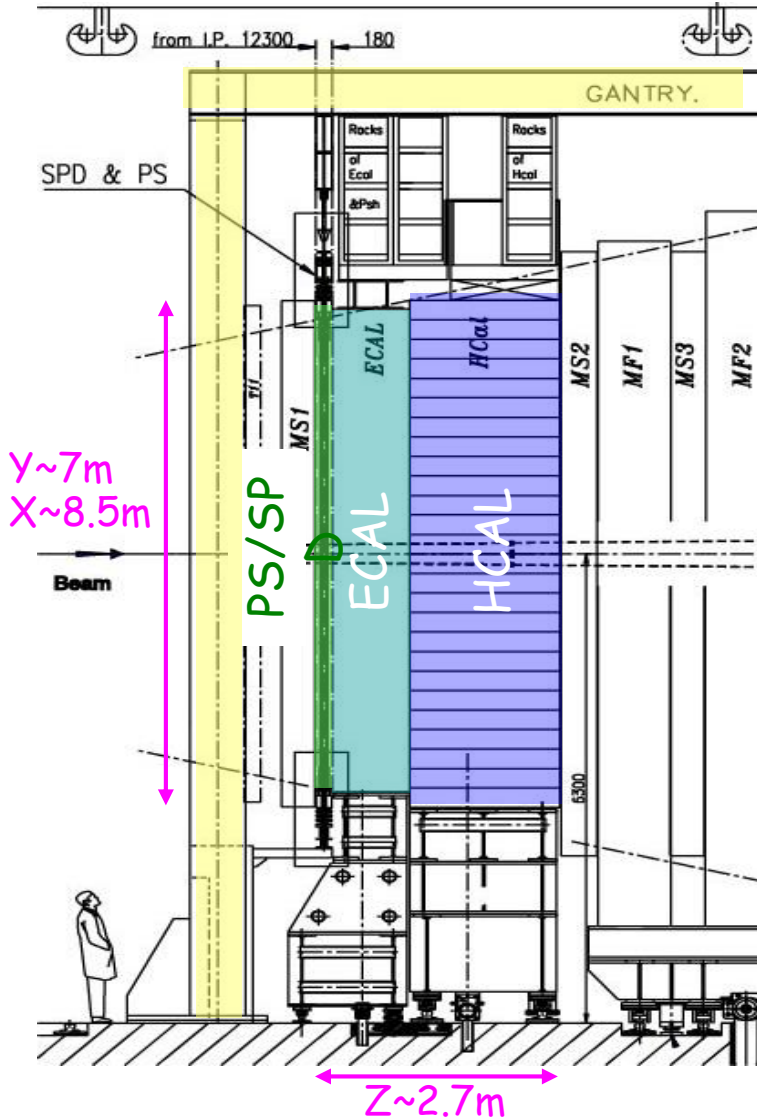 from I.P. 12300
180
GANTRY.
Racks
of
Ecal
&Psh
Racks
of
Hcal
SPD & PS
ECAL
HCal
MS1
MS2
MF1
MS3
MF2
Y~7m
X~8.5m
PS/SP
D
ECAL
HCAL
Beam
6300
Z~2.7m